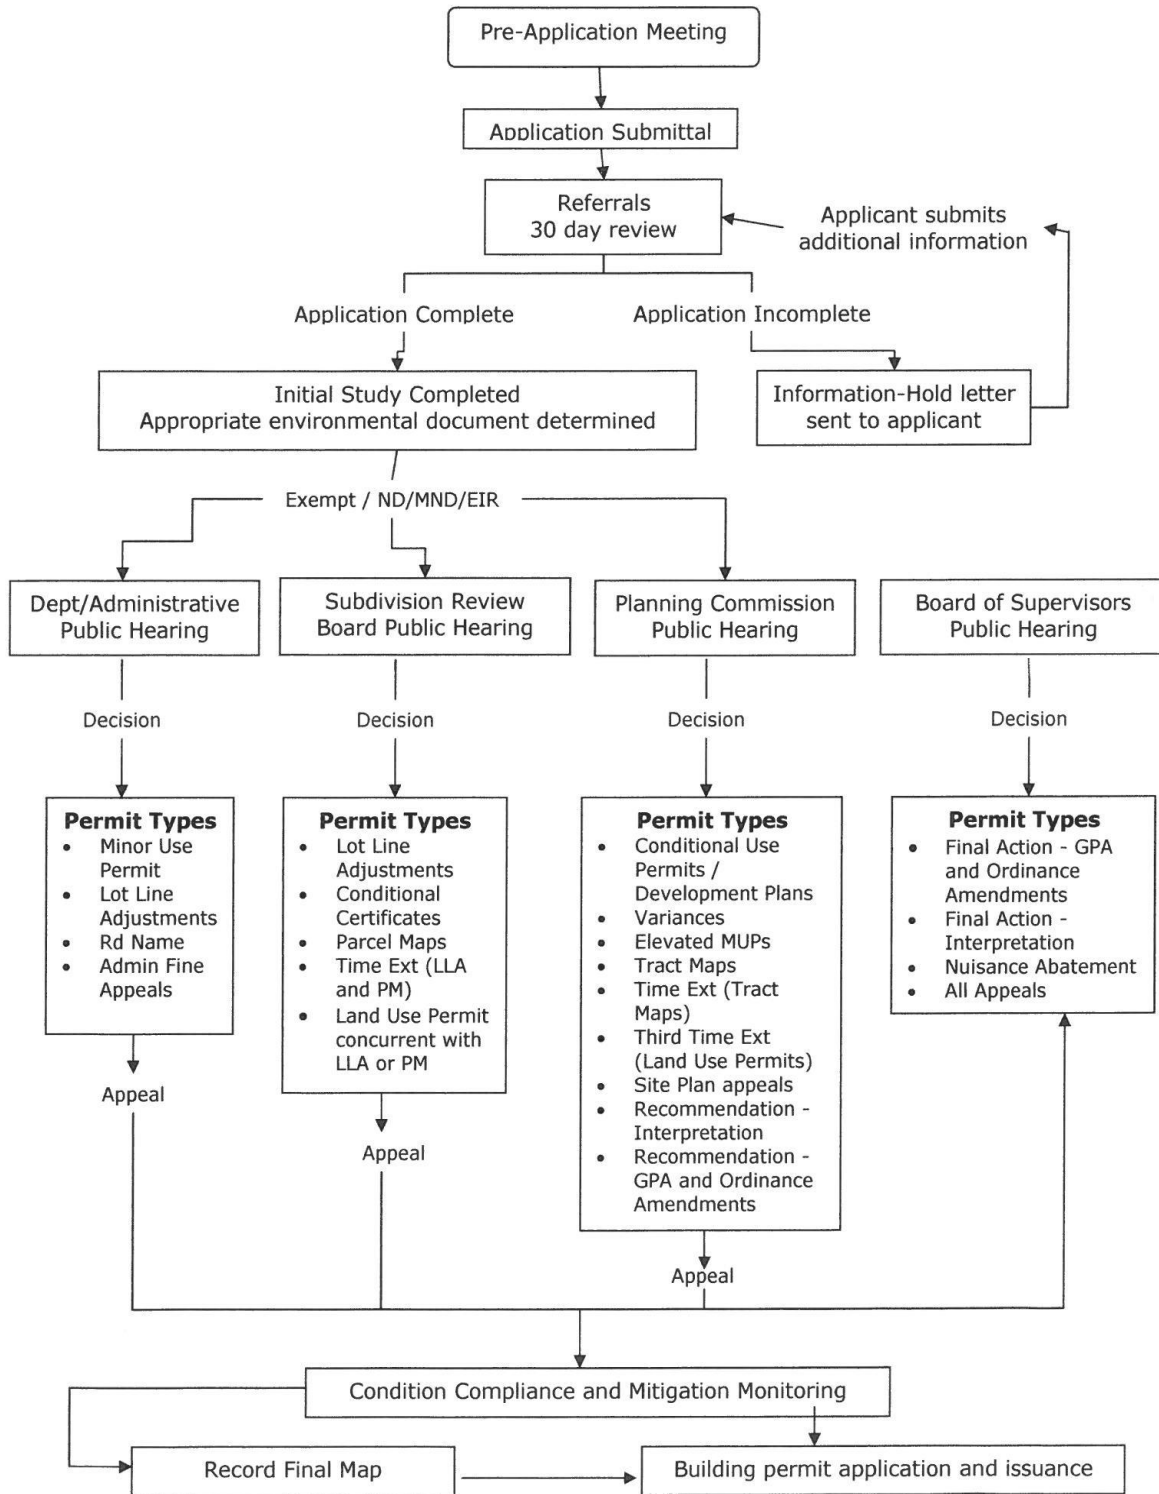 Pre-Application Meeting
Application Submittal
Referrals
30 day review
Applicant submits
additional information
Application Complete
Application Incomplete
Initial Study Completed
Appropriate environmental document determined
Information-Hold letter
sent to applicant
Exempt / ND/MND/EIR
Dept/Administrative
Public Hearing
Subdivision Review
Board Public Hearing
Planning Commission
Public Hearing
Board of Supervisors
Public Hearing
Decision
Decision
Decision
Decision
Permit Types
• Minor Use
Permit
• Lot Line
Adjustments
• Rd Name
• Admin Fine
Appeals
Permit Types
• Lot Line
Adjustments
• Conditional
Certificates
• Parcel Maps
• Time Ext (LLA
and PM)
• Land Use Permit
concurrent with
LLA or PM
Permit Types
• Conditional Use
Permits /
Development Plans
• Variances
• Elevated MUPs
• Tract Maps
• Time Ext (Tract
Maps)
• Third Time Ext
(Land Use Permits)
• Site Plan appeals
• Recommendation -
Interpretation
• Recommendation -
GPA and Ordinance
Amendments
Permit Types
• Final Action - GPA
and Ordinance
Amendments
• Final Action -
Interpretation
• Nuisance Abatement
• All Appeals
Appeal
Appeal
Appeal
Condition Compliance and Mitigation Monitoring
Record Final Map
Building permit application and issuance